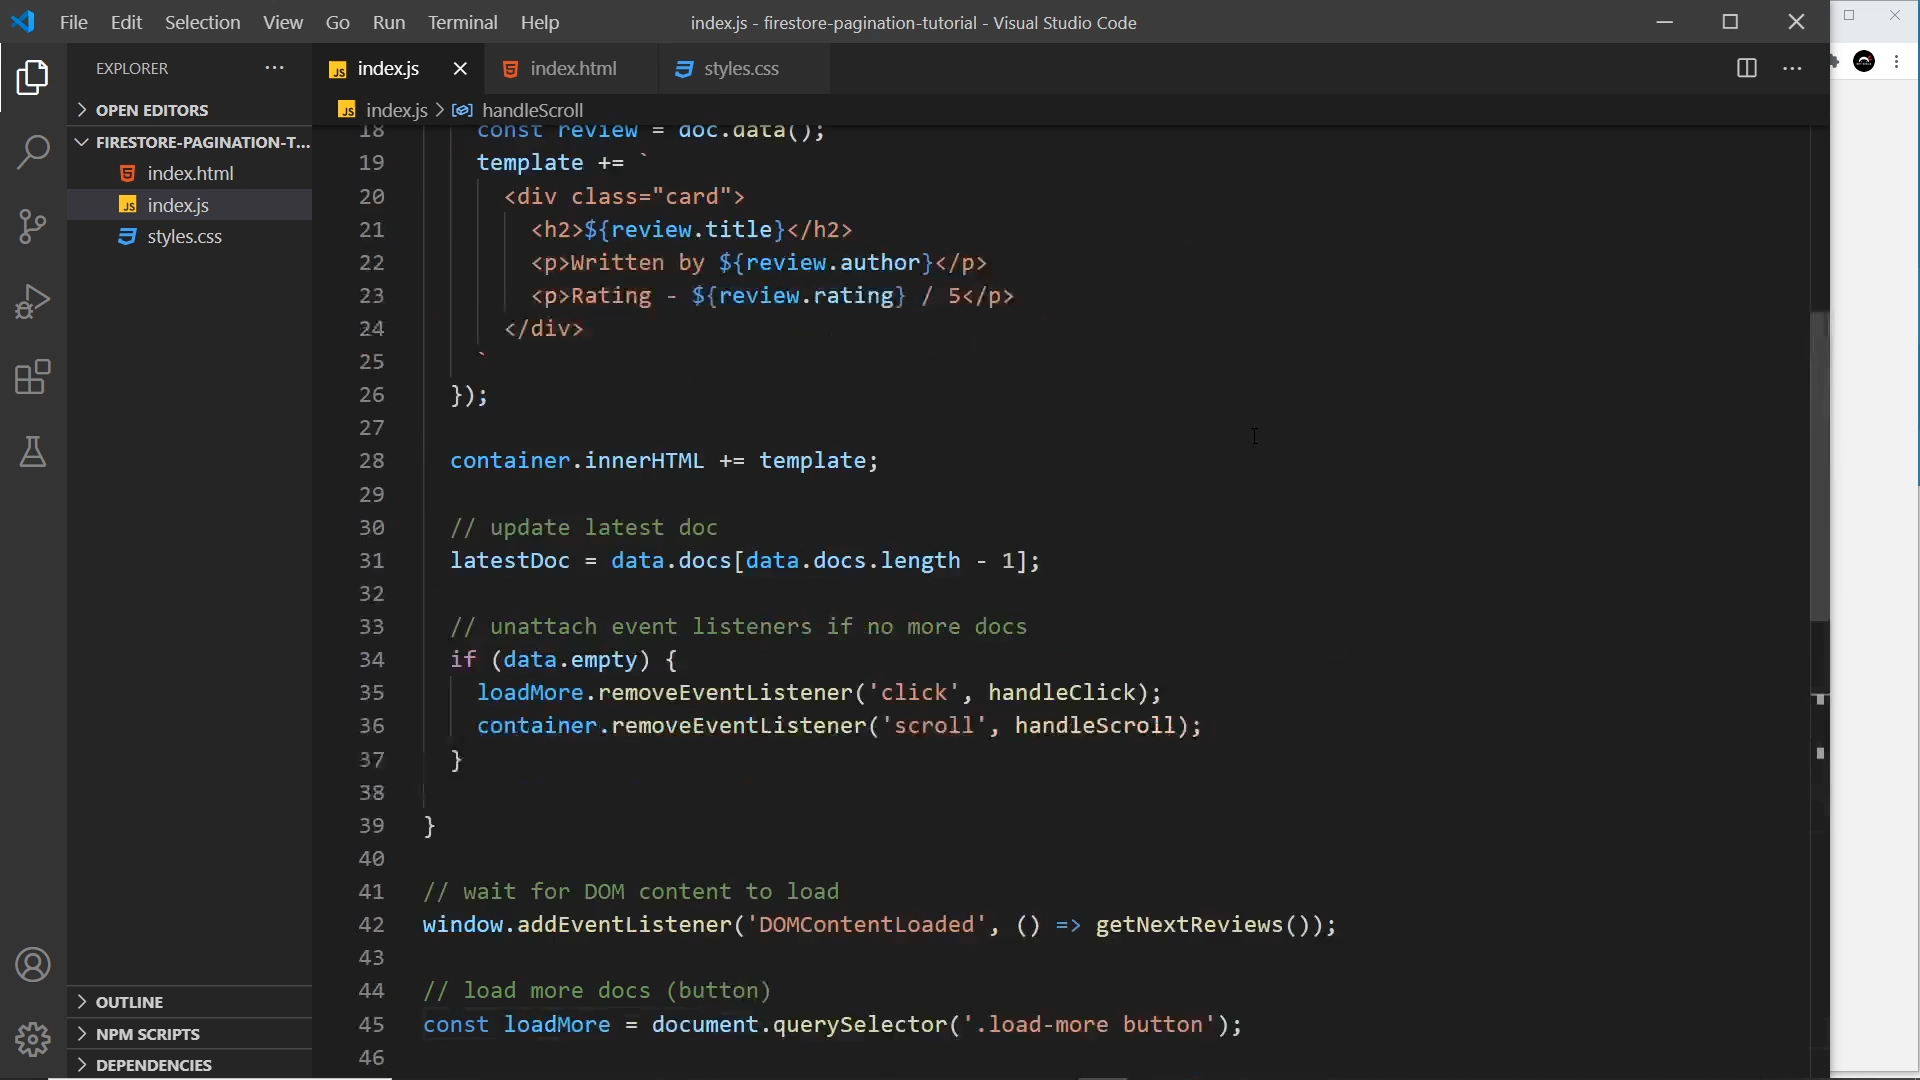 File Edit Selection View Go Run Terminal Help
index.js - firestore-pagination-tutorial - Visual Studio Code
EXPLORER
OPEN EDITORS
FIRESTORE-PAGINATION-T...
index.html
index.js
styles.css
OUTLINE
NPM SCRIPTS
DEPENDENCIES
index.js
index.html
styles.css
index.js > handleScroll
18 const review = doc.data();
19 template += `
20 <div class="card">
21 <h2>${review.title}</h2>
22 <p>Written by ${review.author}</p>
23 <p>Rating - ${review.rating} / 5</p>
24 </div>
25 `
26 });
27
28 container.innerHTML += template;
29
30 // update latest doc
31 latestDoc = data.docs[data.docs.length - 1];
32
33 // unattach event listeners if no more docs
34 if (data.empty) {
35 loadMore.removeEventListener('click', handleClick);
36 container.removeEventListener('scroll', handleScroll);
37 }
38
39 }
40
41 // wait for DOM content to load
42 window.addEventListener('DOMContentLoaded', () => getNextReviews());
43
44 // load more docs (button)
45 const loadMore = document.querySelector('.load-more button');
46